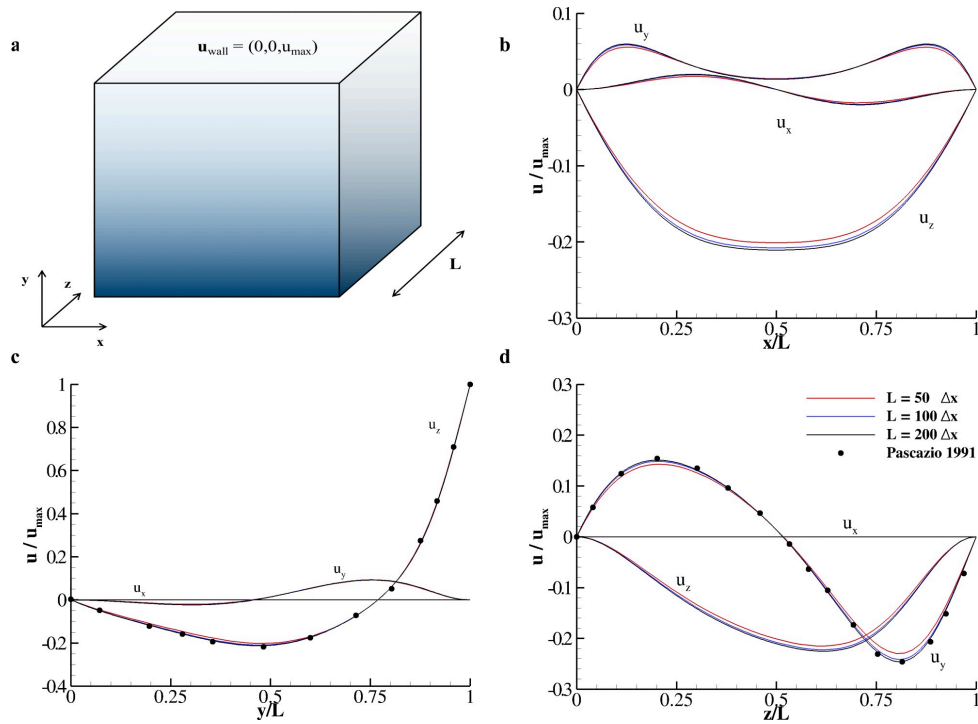 a
u_wall = (0,0,u_max)
L
y
z
x
b
u / u_max
0.1
0
-0.1
-0.2
-0.3
u_y
u_x
u_z
0 0.25 0.5 0.75 1
x/L
c
u / u_max
1
0.8
0.6
0.4
0.2
0
-0.2
-0.4
u_z
u_y
u_x
0 0.25 0.5 0.75 1
y/L
d
u / u_max
0.3
0.2
0.1
0
-0.1
-0.2
-0.3
L = 50 Δx
L = 100 Δx
L = 200 Δx
Pascazio 1991
u_x
u_z
u_y
0 0.25 0.5 0.75 1
z/L